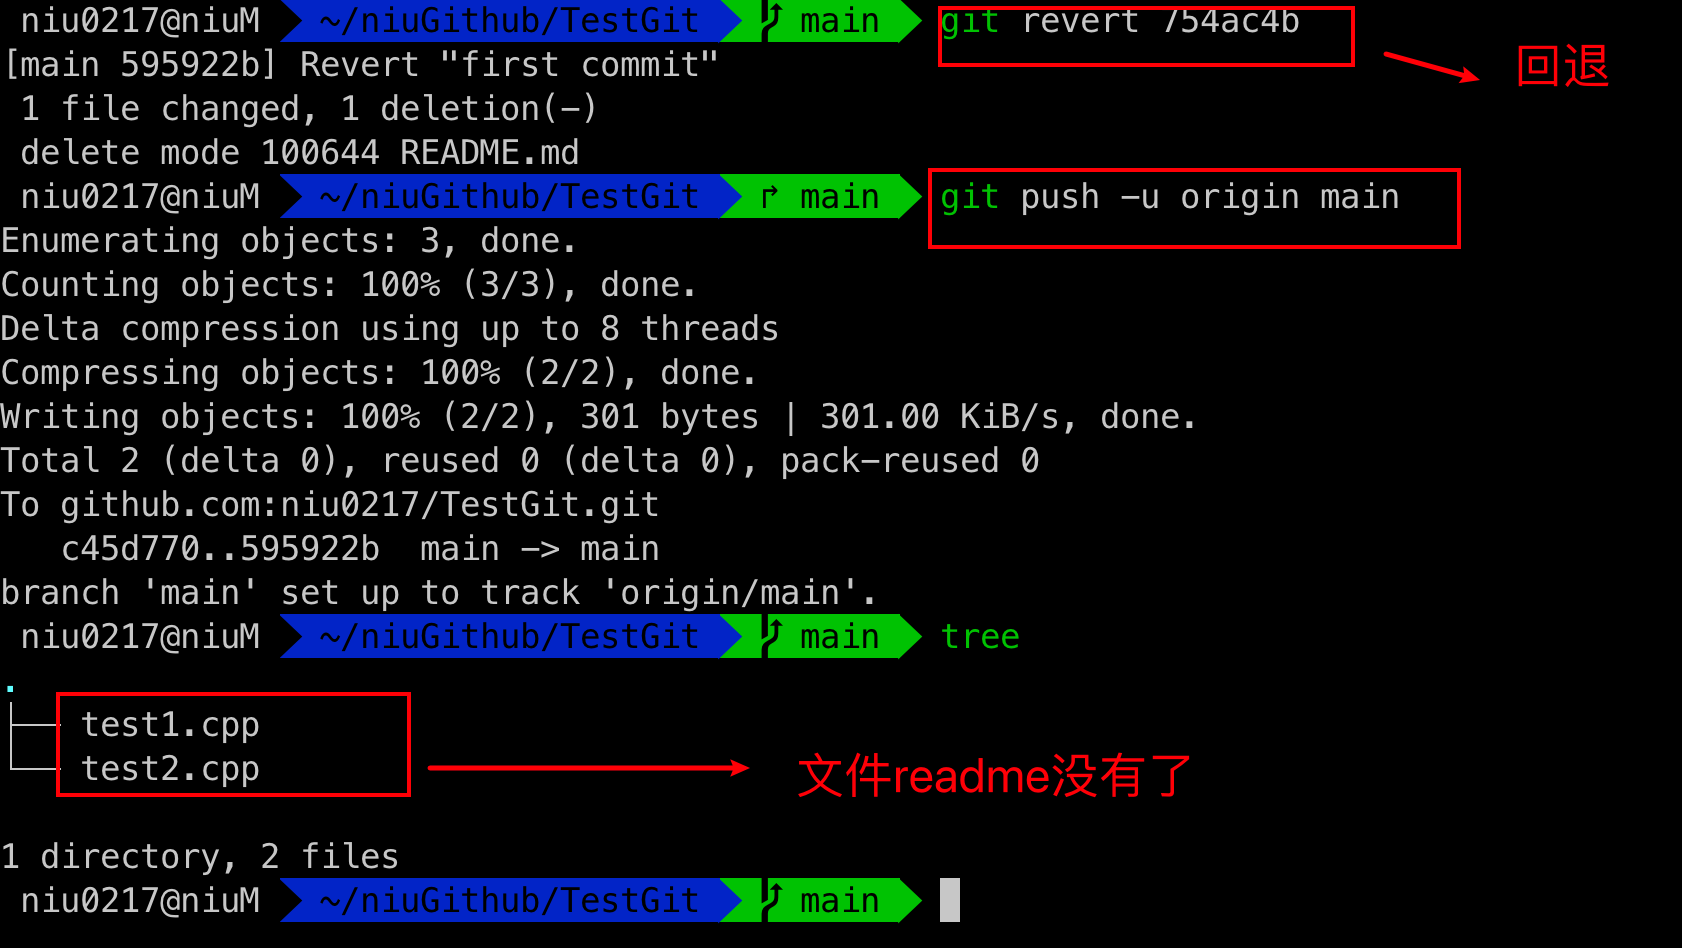 niu0217@niuM ~/niuGithub/TestGit main git revert 754ac4b
[main 595922b] Revert "first commit"
回退
1 file changed, 1 deletion(-)
delete mode 100644 README.md
niu0217@niuM ~/niuGithub/TestGit main git push -u origin main
Enumerating objects: 3, done.
Counting objects: 100% (3/3), done.
Delta compression using up to 8 threads
Compressing objects: 100% (2/2), done.
Writing objects: 100% (2/2), 301 bytes | 301.00 KiB/s, done.
Total 2 (delta 0), reused 0 (delta 0), pack-reused 0
To github.com:niu0217/TestGit.git
c45d770..595922b main -> main
branch 'main' set up to track 'origin/main'.
niu0217@niuM ~/niuGithub/TestGit main tree
.
├── test1.cpp
└── test2.cpp
文件readme没有了
1 directory, 2 files
niu0217@niuM ~/niuGithub/TestGit main